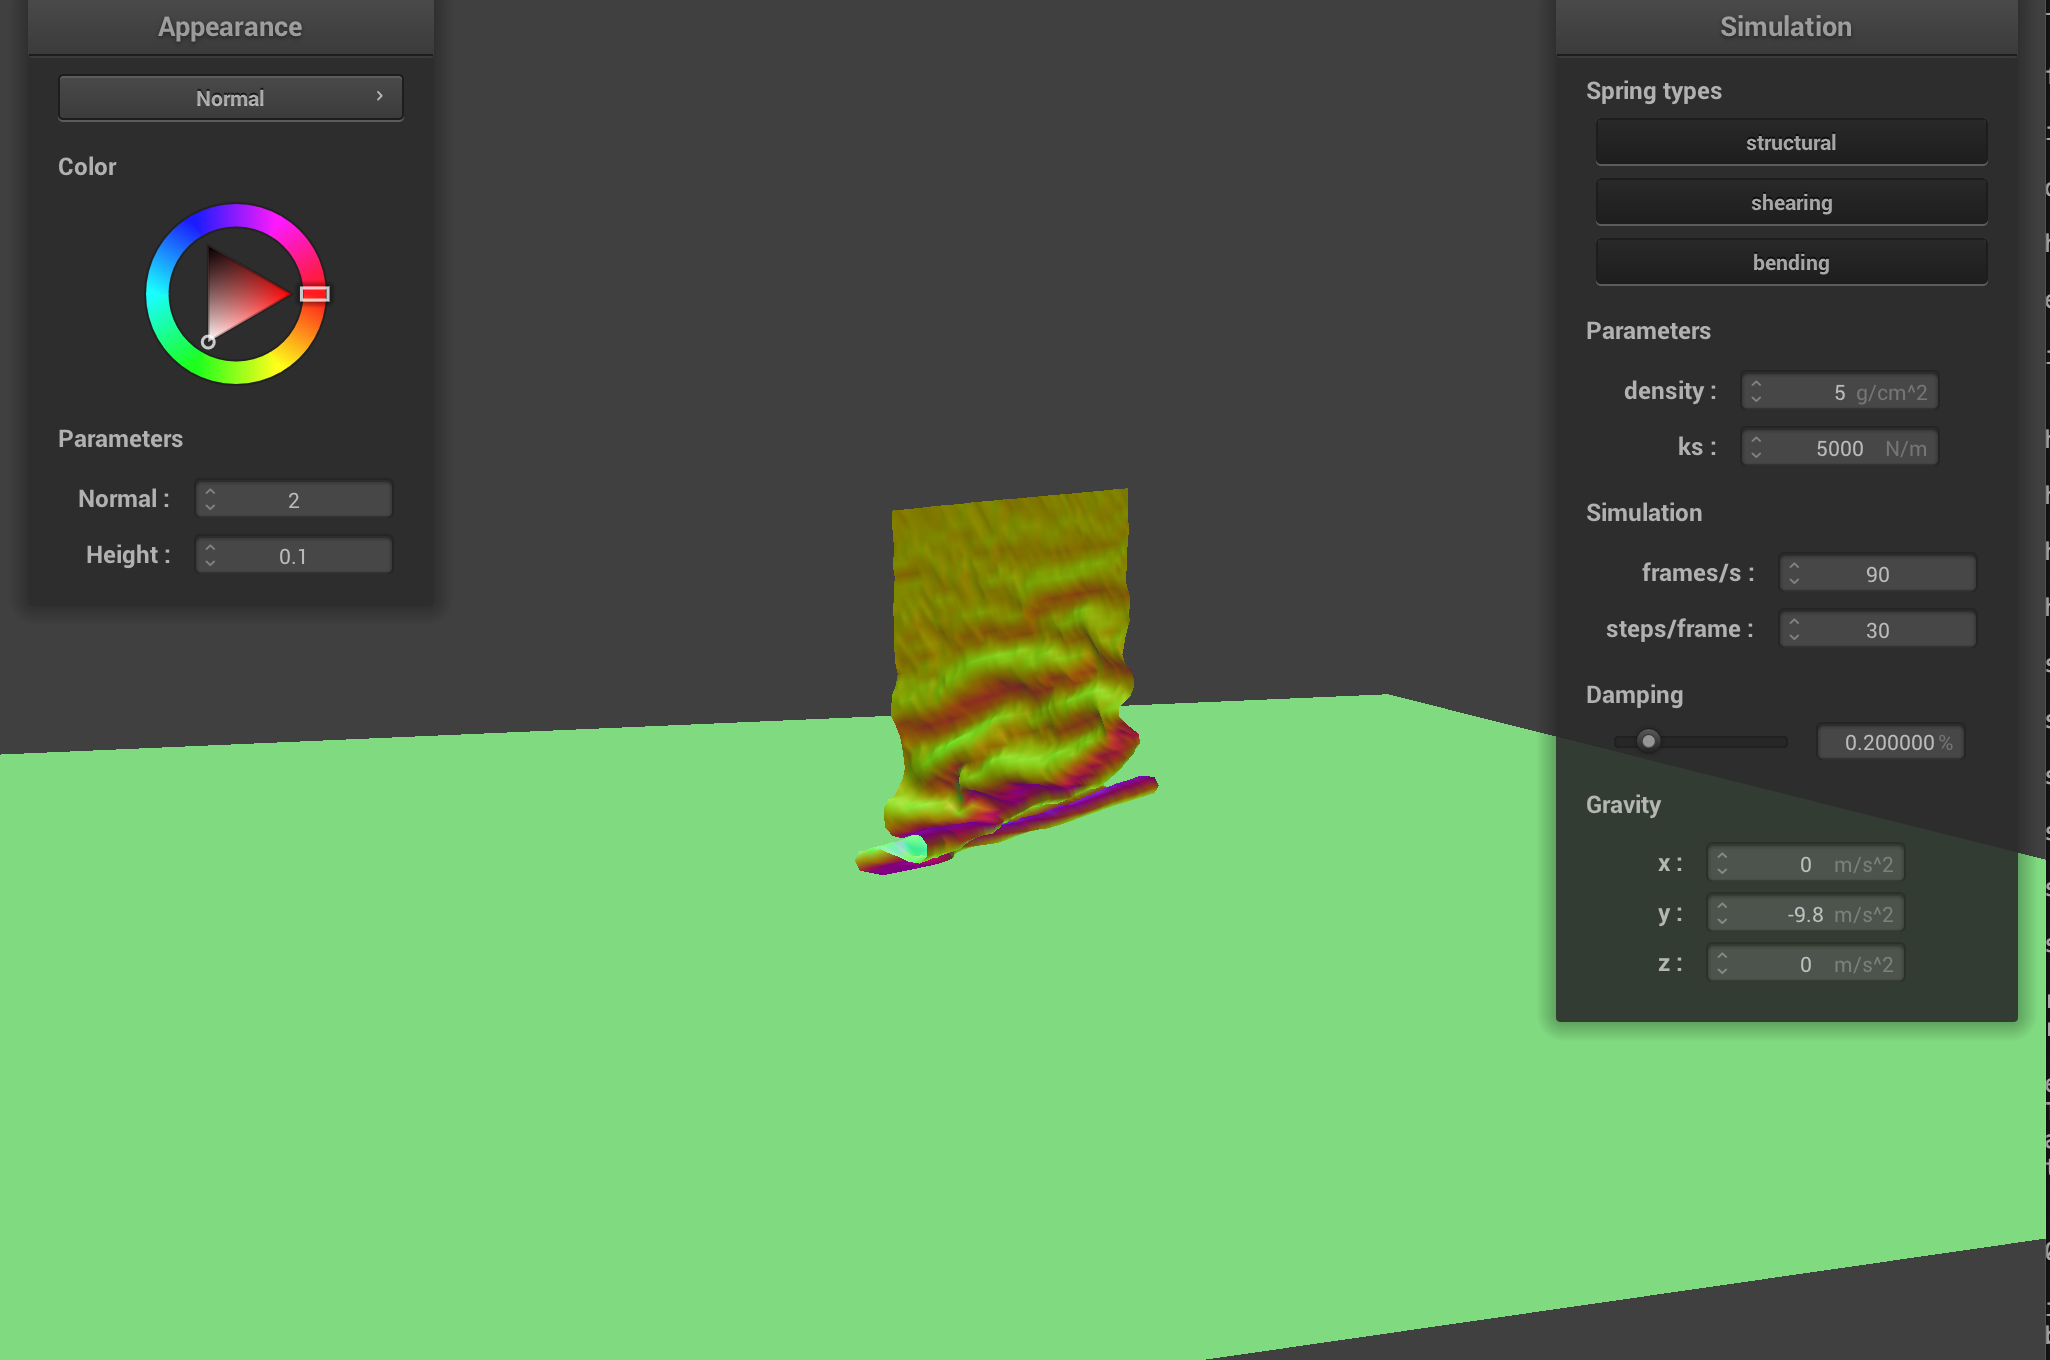 Appearance
Normal
Color
Parameters
Normal : 2
Height : 0.1
Simulation
Spring types
structural
shearing
bending
Parameters
density : 5 g/cm^2
ks : 5000 N/m
Simulation
frames/s : 90
steps/frame : 30
Damping
0.200000 %
Gravity
x : 0 m/s^2
y : -9.8 m/s^2
z : 0 m/s^2